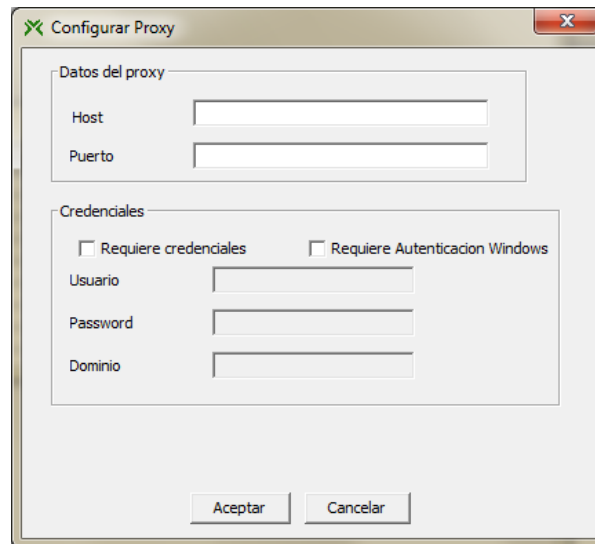 Configurar Proxy
Datos del proxy
Host
Puerto
Credenciales
Requiere credenciales Requiere Autenticacion Windows
Usuario
Password
Dominio
Aceptar Cancelar